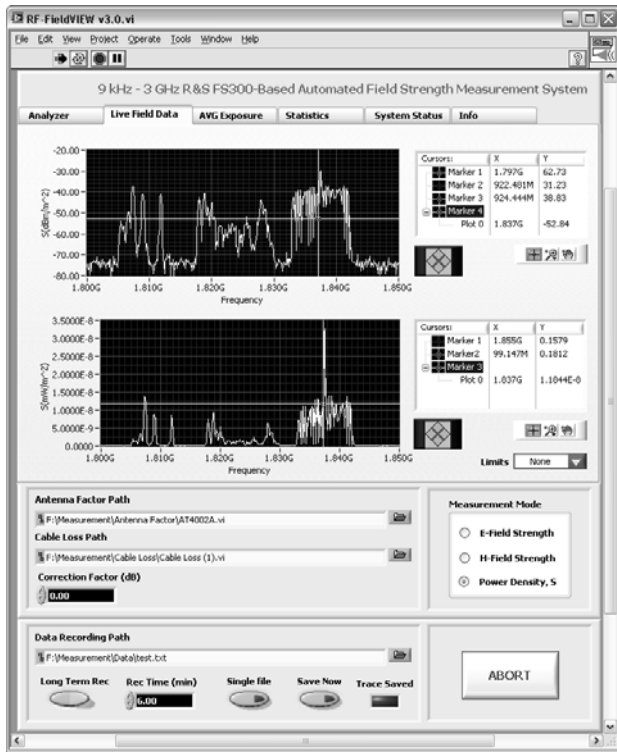 RF-FieldVIEW v3.0.vi
File Edit View Project Operate Tools Window Help
9 kHz - 3 GHz R&S FS300-Based Automated Field Strength Measurement System
Analyzer Live Field Data AVG Exposure Statistics System Status Info
-20.00
-30.00
-40.00
-50.00
-60.00
-70.00
-80.00
S(dBm/m^2)
1.800G 1.810G 1.820G 1.830G 1.840G 1.850G
Frequency
Cursors: X Y
Marker 1 1.797G 62.73
Marker 2 922.481M 31.23
Marker 3 924.444M 38.83
Marker 4
Plot 0 1.837G -52.84
3.5000E-8
3.0000E-8
2.5000E-8
2.0000E-8
1.5000E-8
1.0000E-8
5.0000E-9
0.0000
S(mW/m^2)
1.800G 1.810G 1.820G 1.830G 1.840G 1.850G
Frequency
Cursors: X Y
Marker 1 1.855G 0.1579
Marker2 99.147M 0.1812
Marker 3
Plot 0 1.837G 1.1044E-8
Limits None
Antenna Factor Path
F:\Measurement\Antenna Factor\AT4002A.vi
Cable Loss Path
F:\Measurement\Cable Loss\Cable Loss (1).vi
Correction Factor (dB)
0.00
Measurement Mode
E-Field Strength
H-Field Strength
Power Density, S
Data Recording Path
F:\Measurement\Data\test.txt
Long Term Rec Rec Time (min) Single file Save Now Trace Saved
6.00
ABORT